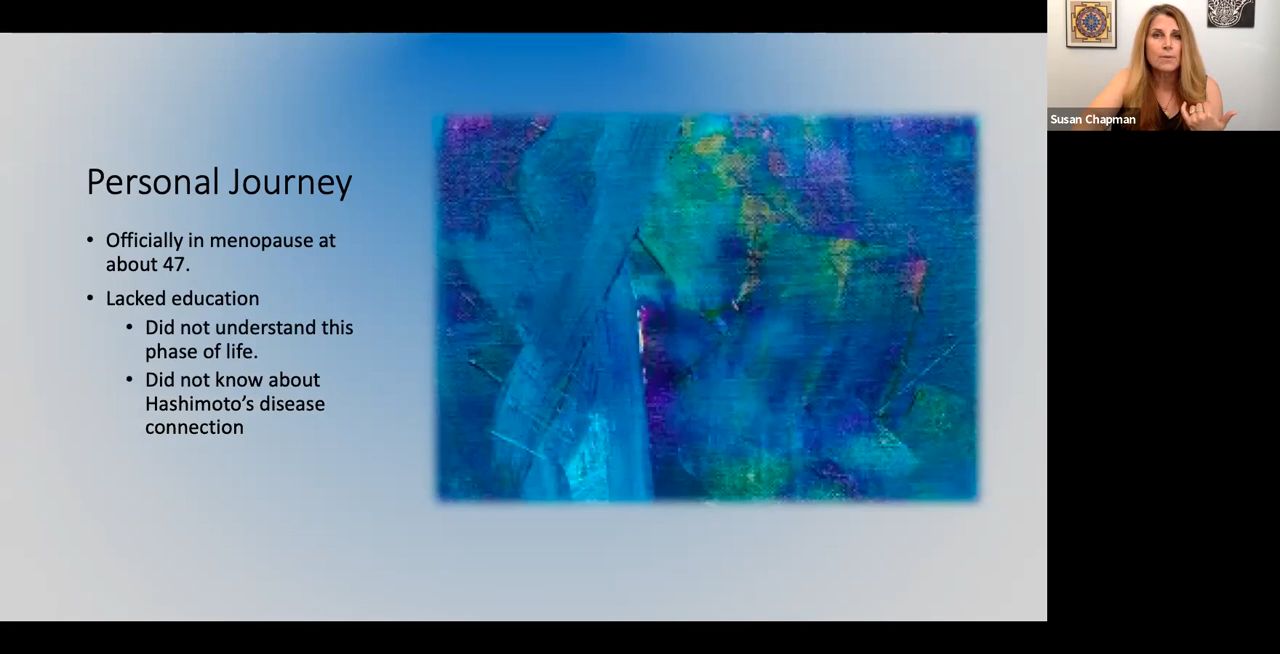 Personal Journey
• Officially in menopause at
about 47.
• Lacked education
• Did not understand this
phase of life.
• Did not know about
Hashimoto’s disease
connection
Susan Chapman